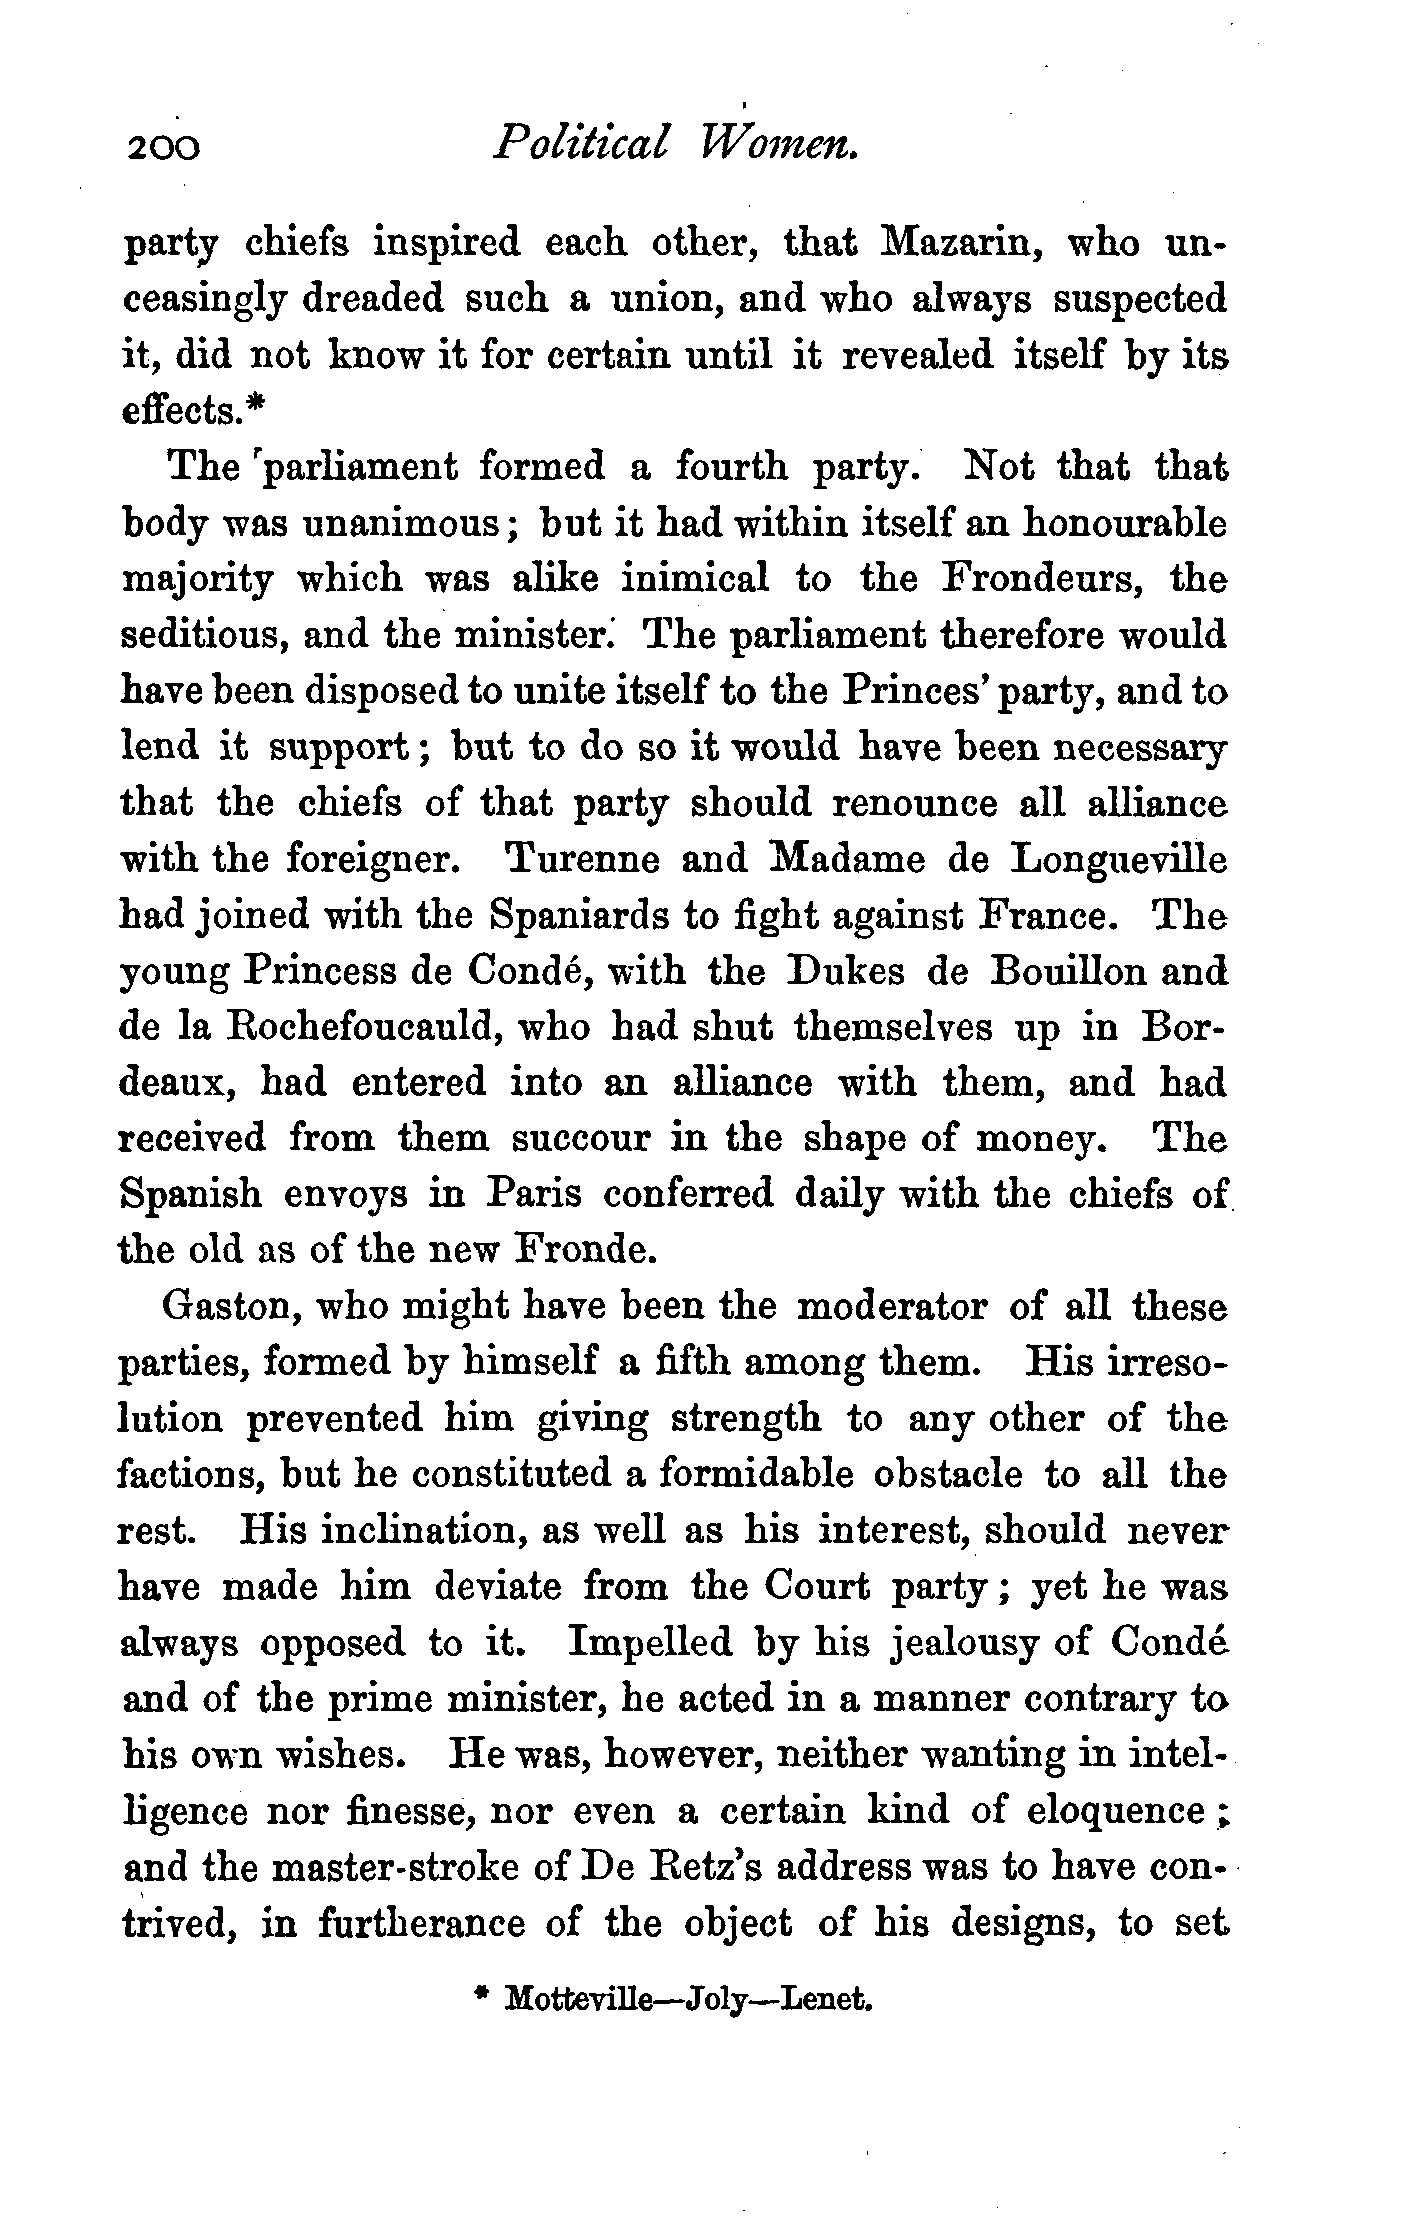 200 Political Women.
party chiefs inspired each other, that Mazarin, who un-
ceasingly dreaded such a union, and who always suspected
it, did not know it for certain until it revealed itself by its
effects.*
The parliament formed a fourth party. Not that that
body was unanimous; but it had within itself an honourable
majority which was alike inimical to the Frondeurs, the
seditious, and the minister. The parliament therefore would
have been disposed to unite itself to the Princes' party, and to
lend it support; but to do so it would have been necessary
that the chiefs of that party should renounce all alliance
with the foreigner. Turenne and Madame de Longueville
had joined with the Spaniards to fight against France. The
young Princess de Condé, with the Dukes de Bouillon and
de la Rochefoucauld, who had shut themselves up in Bor-
deaux, had entered into an alliance with them, and had
received from them succour in the shape of money. The
Spanish envoys in Paris conferred daily with the chiefs of
the old as of the new Fronde.
Gaston, who might have been the moderator of all these
parties, formed by himself a fifth among them. His irreso-
lution prevented him giving strength to any other of the
factions, but he constituted a formidable obstacle to all the
rest. His inclination, as well as his interest, should never
have made him deviate from the Court party; yet he was
always opposed to it. Impelled by his jealousy of Condé
and of the prime minister, he acted in a manner contrary to
his own wishes. He was, however, neither wanting in intel-
ligence nor finesse, nor even a certain kind of eloquence;
and the master-stroke of De Retz's address was to have con-
trived, in furtherance of the object of his designs, to set
* Motteville—Joly—Lenet.